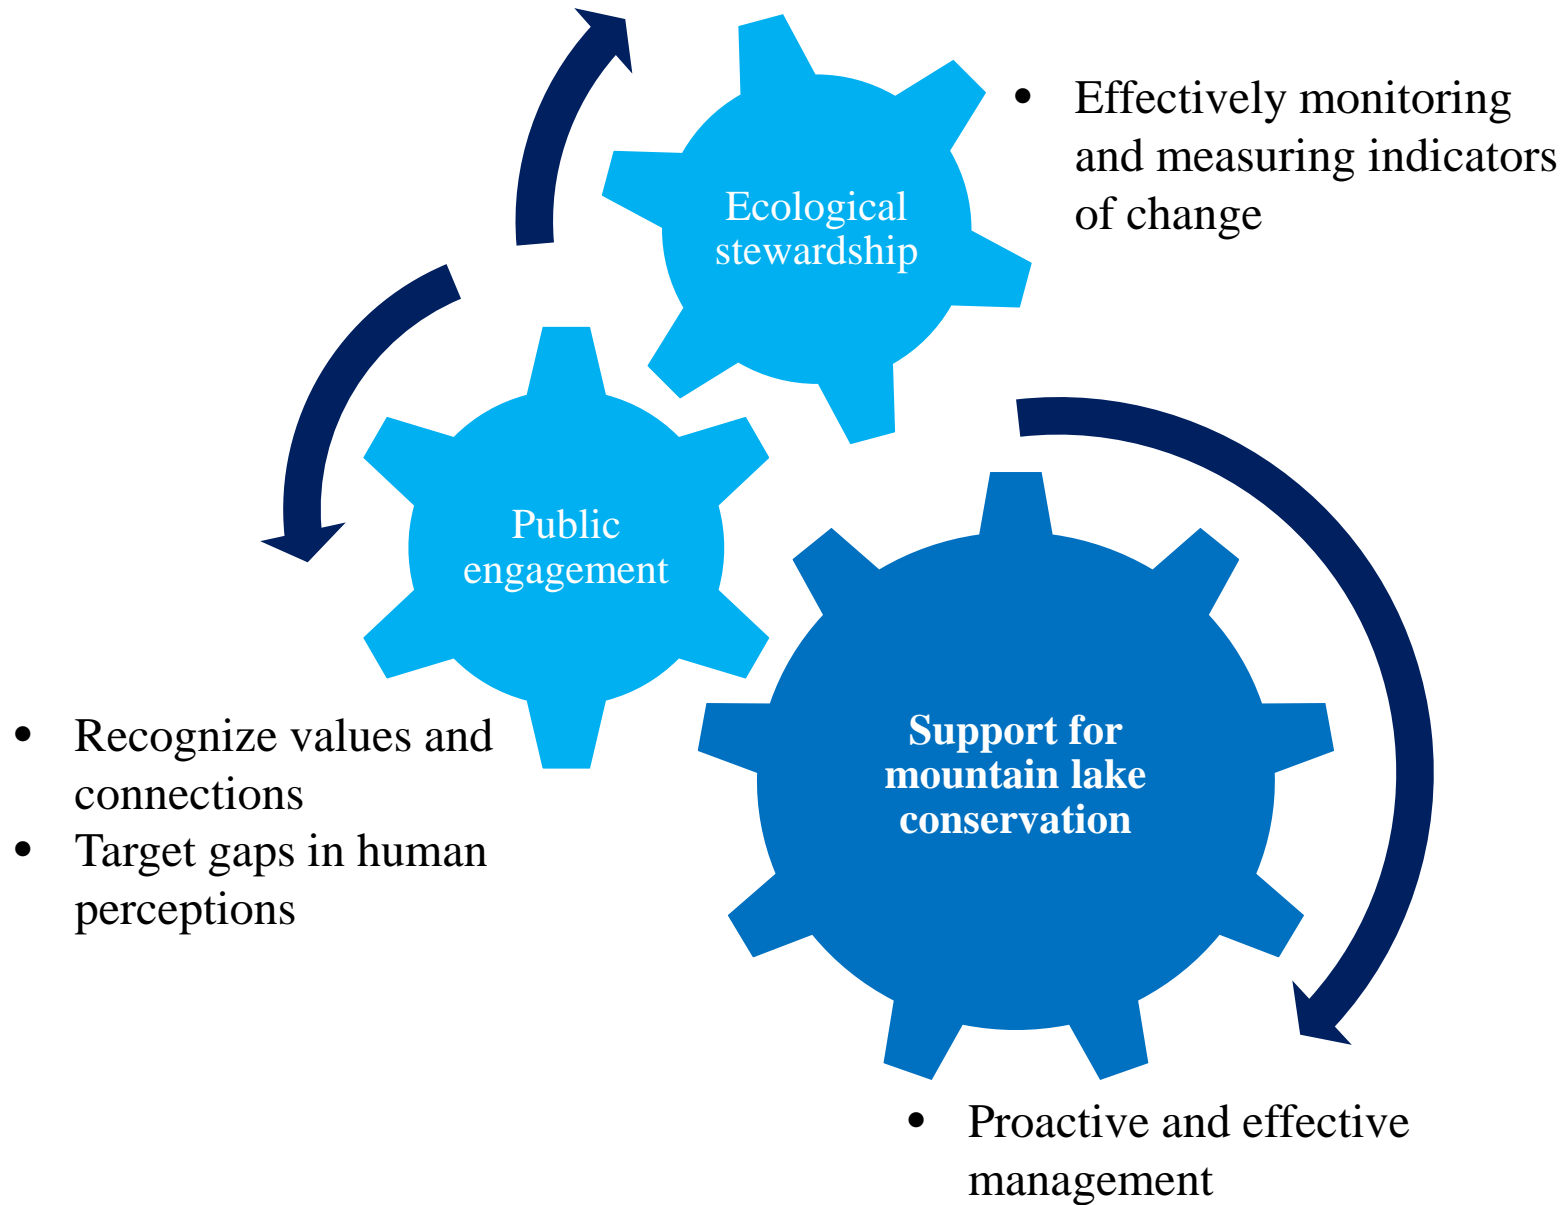 • Effectively monitoring
and measuring indicators
of change
Ecological
stewardship
Public
engagement
• Recognize values and
connections
• Target gaps in human
perceptions
Support for
mountain lake
conservation
• Proactive and effective
management